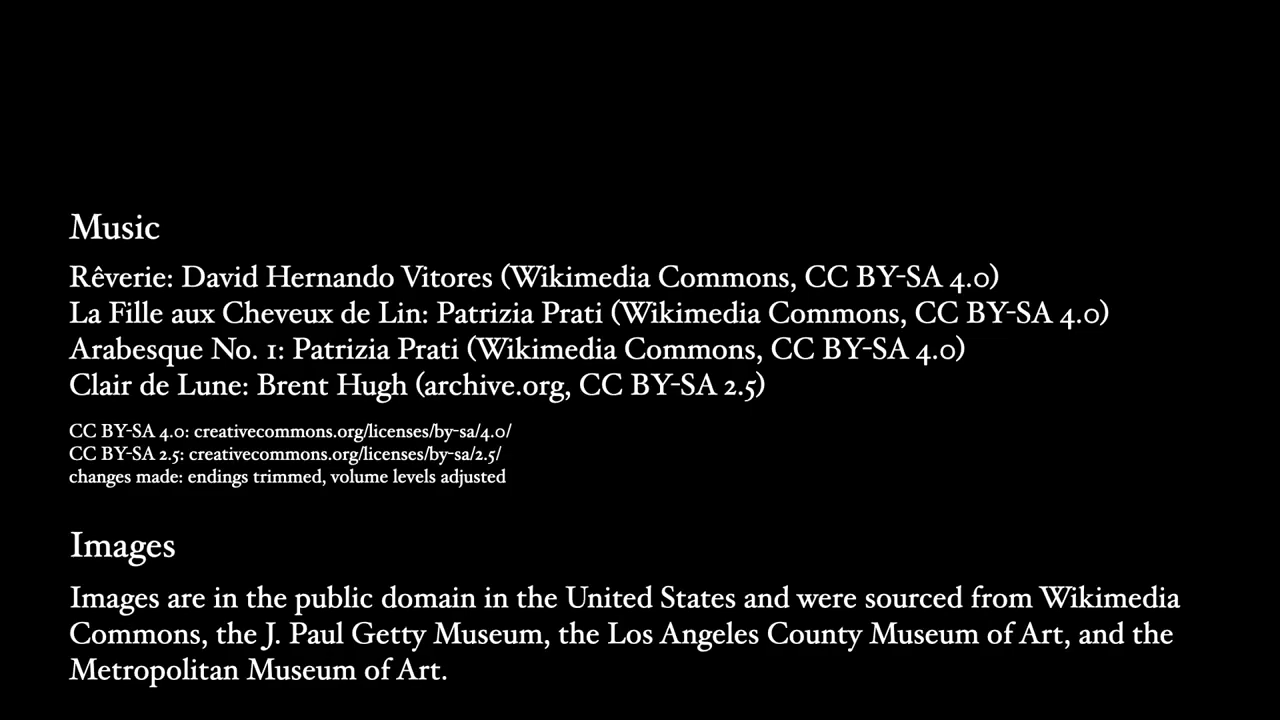 Music
Rêverie: David Hernando Vitores (Wikimedia Commons, CC BY-SA 4.0)
La Fille aux Cheveux de Lin: Patrizia Prati (Wikimedia Commons, CC BY-SA 4.0)
Arabesque No. 1: Patrizia Prati (Wikimedia Commons, CC BY-SA 4.0)
Clair de Lune: Brent Hugh (archive.org, CC BY-SA 2.5)
CC BY-SA 4.0: creativecommons.org/licenses/by-sa/4.0/
CC BY-SA 2.5: creativecommons.org/licenses/by-sa/2.5/
changes made: endings trimmed, volume levels adjusted
Images
Images are in the public domain in the United States and were sourced from Wikimedia
Commons, the J. Paul Getty Museum, the Los Angeles County Museum of Art, and the
Metropolitan Museum of Art.